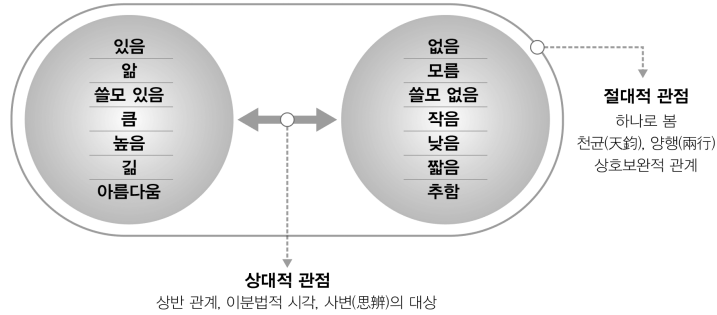 있음
앎
쓸모 있음
큼
높음
긺
아름다움
없음
모름
쓸모 없음
작음
낮음
짧음
추함
절대적 관점
하나로 봄
천균(天鈞), 양행(兩行)
상호보완적 관계
상대적 관점
상반 관계, 이분법적 시각, 사변(思辨)의 대상